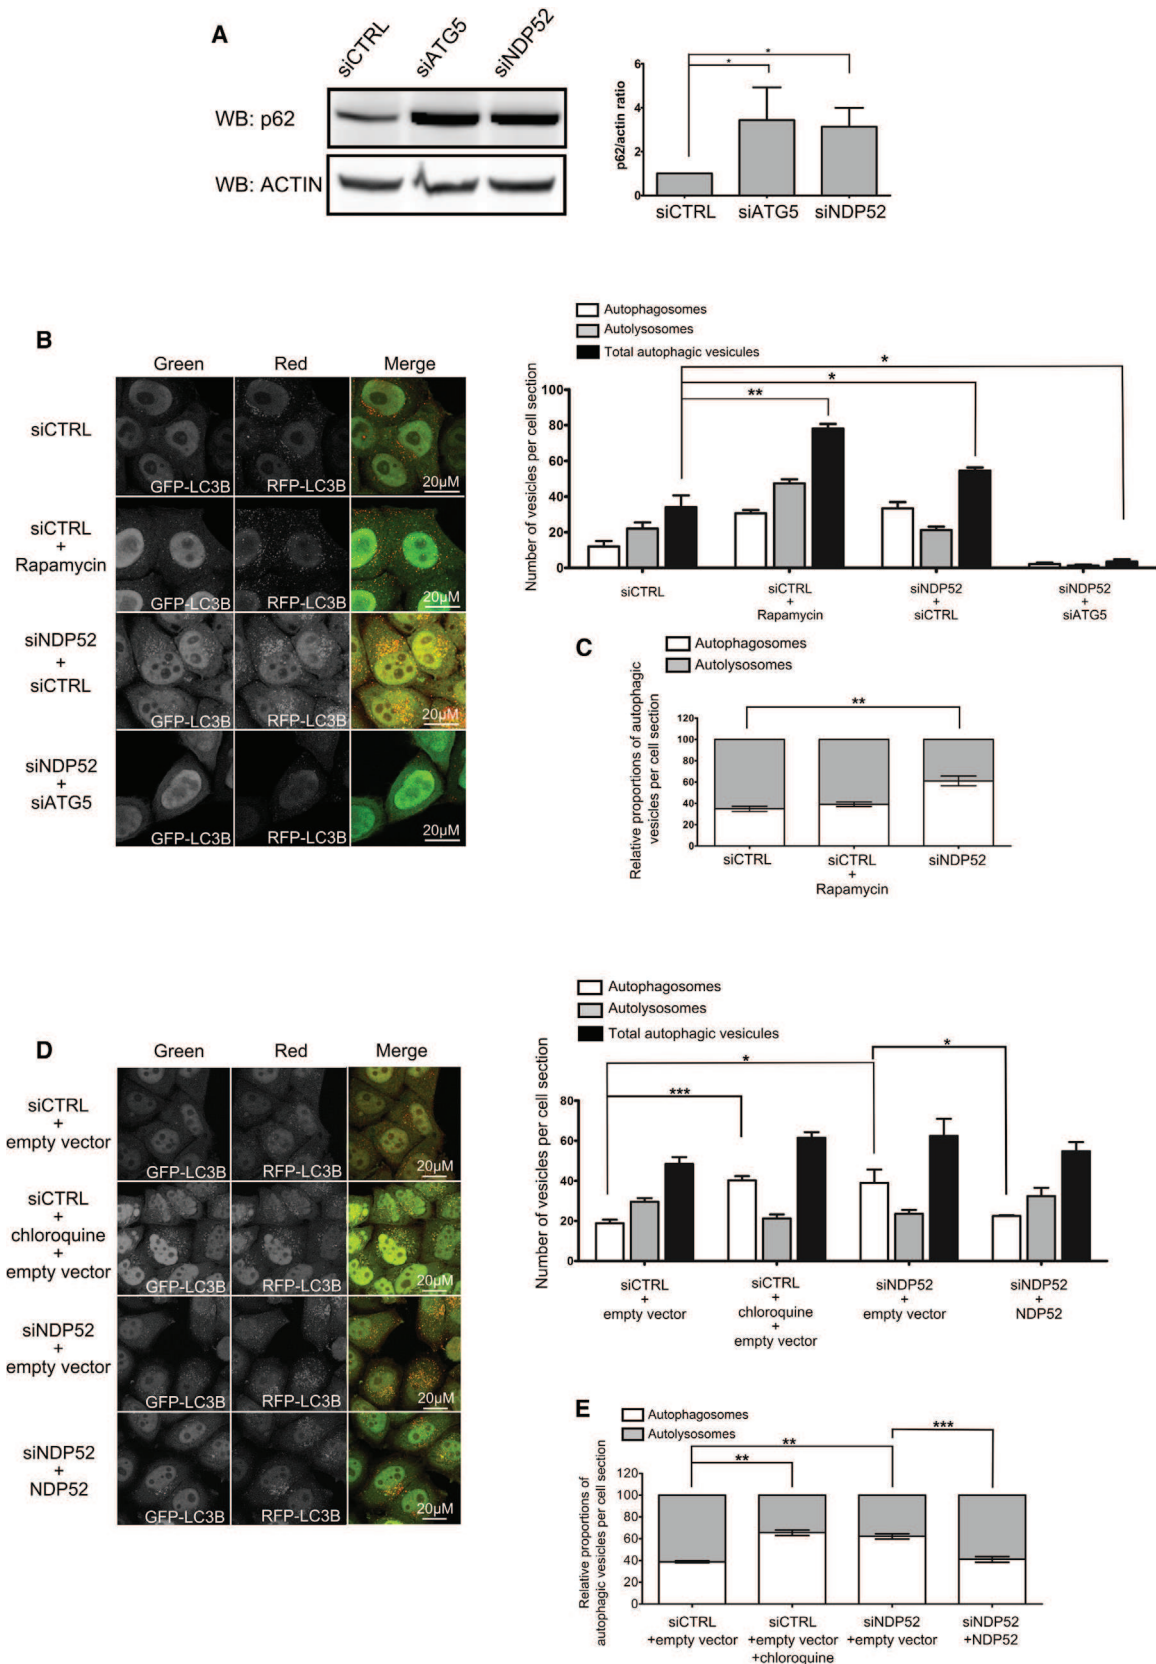 A
siCTRL
siATG5
siNDP52
WB: p62
WB: ACTIN
p62/actin ratio
6
4
2
0
*
*
siCTRL
siATG5
siNDP52
B
Green
Red
Merge
siCTRL
GFP-LC3B
RFP-LC3B
20µM
siCTRL
+
Rapamycin
GFP-LC3B
RFP-LC3B
20µM
siNDP52
+
siCTRL
GFP-LC3B
RFP-LC3B
20µM
siNDP52
+
siATG5
GFP-LC3B
RFP-LC3B
20µM
Autophagosomes
Autolysosomes
Total autophagic vesicules
Number of vesicles per cell section
100
80
60
40
20
0
*
*
**
siCTRL
siCTRL
+
Rapamycin
siNDP52
+
siCTRL
siNDP52
+
siATG5
C
Autophagosomes
Autolysosomes
Relative proportions of autophagic
vesicles per cell section
120
100
80
60
40
20
0
**
siCTRL
siCTRL
+
Rapamycin
siNDP52
D
Green
Red
Merge
siCTRL
+
empty vector
GFP-LC3B
RFP-LC3B
20µM
siCTRL
+
chloroquine
+
empty vector
GFP-LC3B
RFP-LC3B
20µM
siNDP52
+
empty vector
GFP-LC3B
RFP-LC3B
20µM
siNDP52
+
NDP52
GFP-LC3B
RFP-LC3B
20µM
Autophagosomes
Autolysosomes
Total autophagic vesicules
Number of vesicles per cell section
80
60
40
20
0
*
***
*
siCTRL
+
empty vector
siCTRL
+
chloroquine
+
empty vector
siNDP52
+
empty vector
siNDP52
+
NDP52
E
Autophagosomes
Autolysosomes
Relative proportions of
autophagic vesicles per cell section
120
100
80
60
40
20
0
**
**
***
siCTRL
+empty vector
siCTRL
+empty vector
+chloroquine
siNDP52
+empty vector
siNDP52
+NDP52